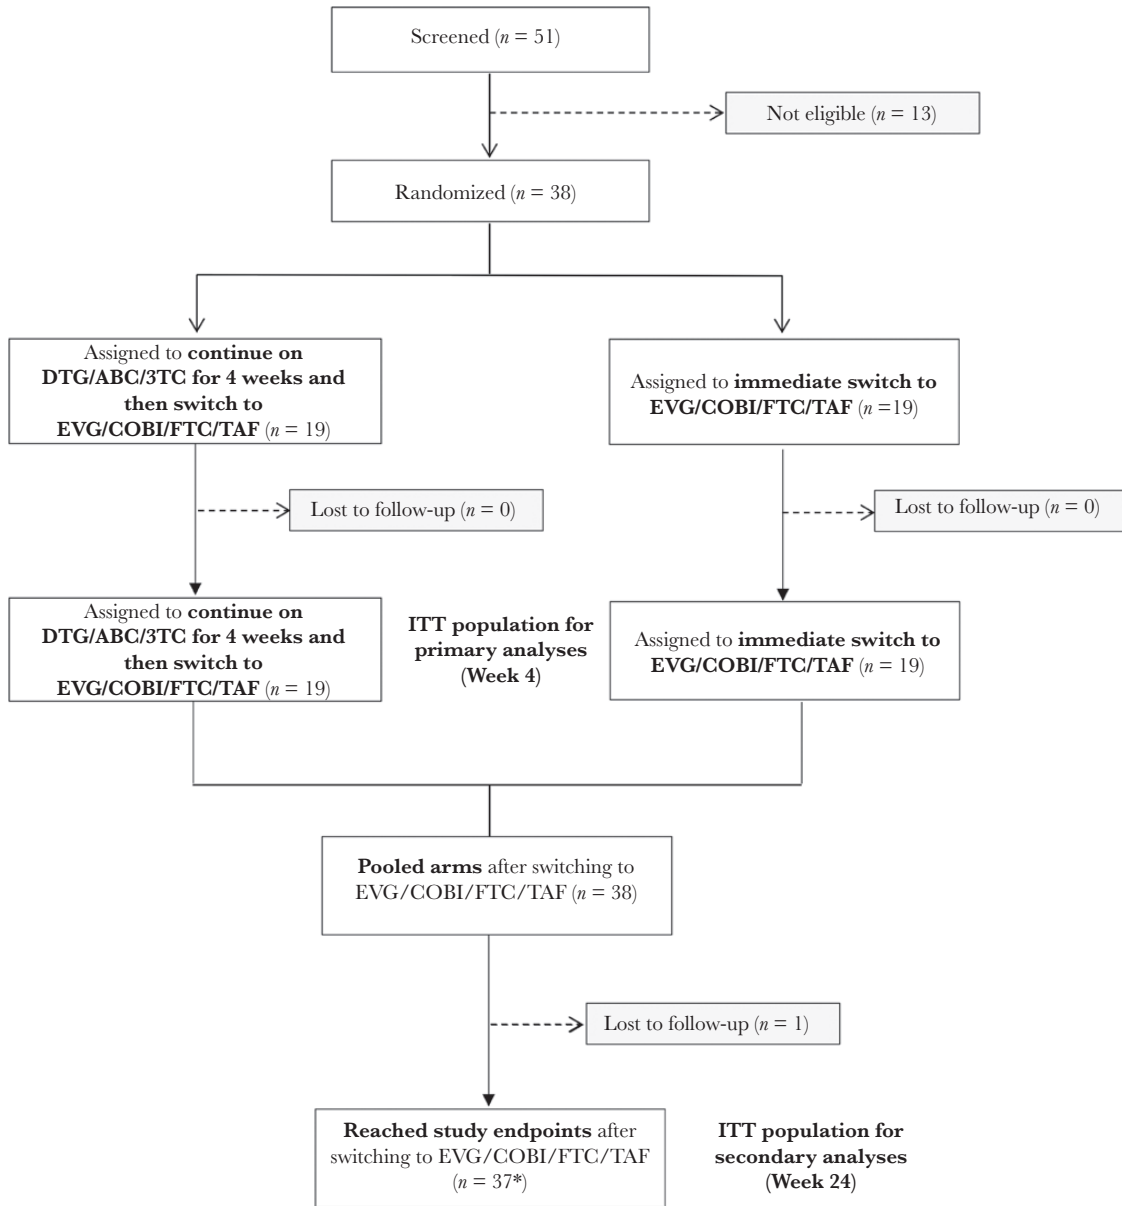 Screened (n = 51)
Not eligible (n = 13)
Randomized (n = 38)
Assigned to continue on
DTG/ABC/3TC for 4 weeks and
then switch to
EVG/COBI/FTC/TAF (n = 19)
Assigned to immediate switch to
EVG/COBI/FTC/TAF (n =19)
Lost to follow-up (n = 0)
Lost to follow-up (n = 0)
Assigned to continue on
DTG/ABC/3TC for 4 weeks and
then switch to
EVG/COBI/FTC/TAF (n = 19)
ITT population for
primary analyses
(Week 4)
Assigned to immediate switch to
EVG/COBI/FTC/TAF (n = 19)
Pooled arms after switching to
EVG/COBI/FTC/TAF (n = 38)
Lost to follow-up (n = 1)
Reached study endpoints after
switching to EVG/COBI/FTC/TAF
(n = 37*)
ITT population for
secondary analyses
(Week 24)